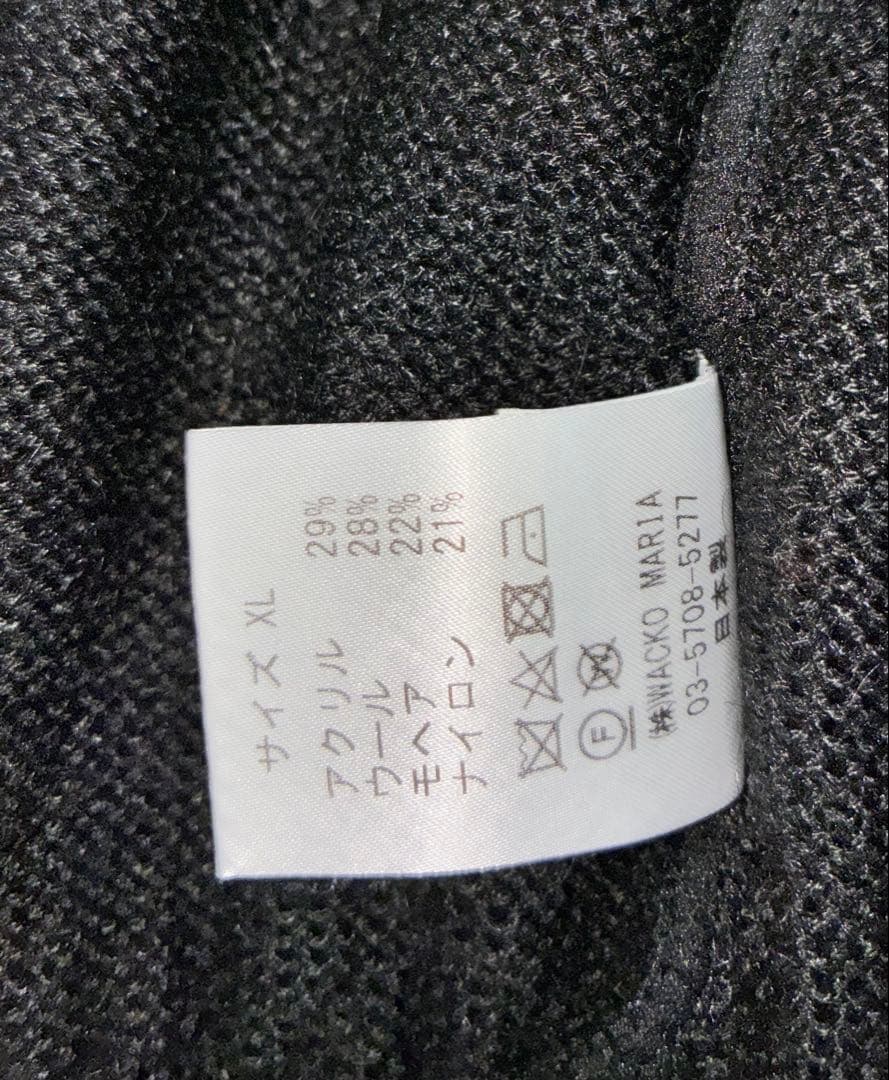 サイズ XL
アクリル 29%
ウール 28%
モヘア 22%
ナイロン 21%
F W
㈱WACKO MARIA
03-5708-5277
日本製